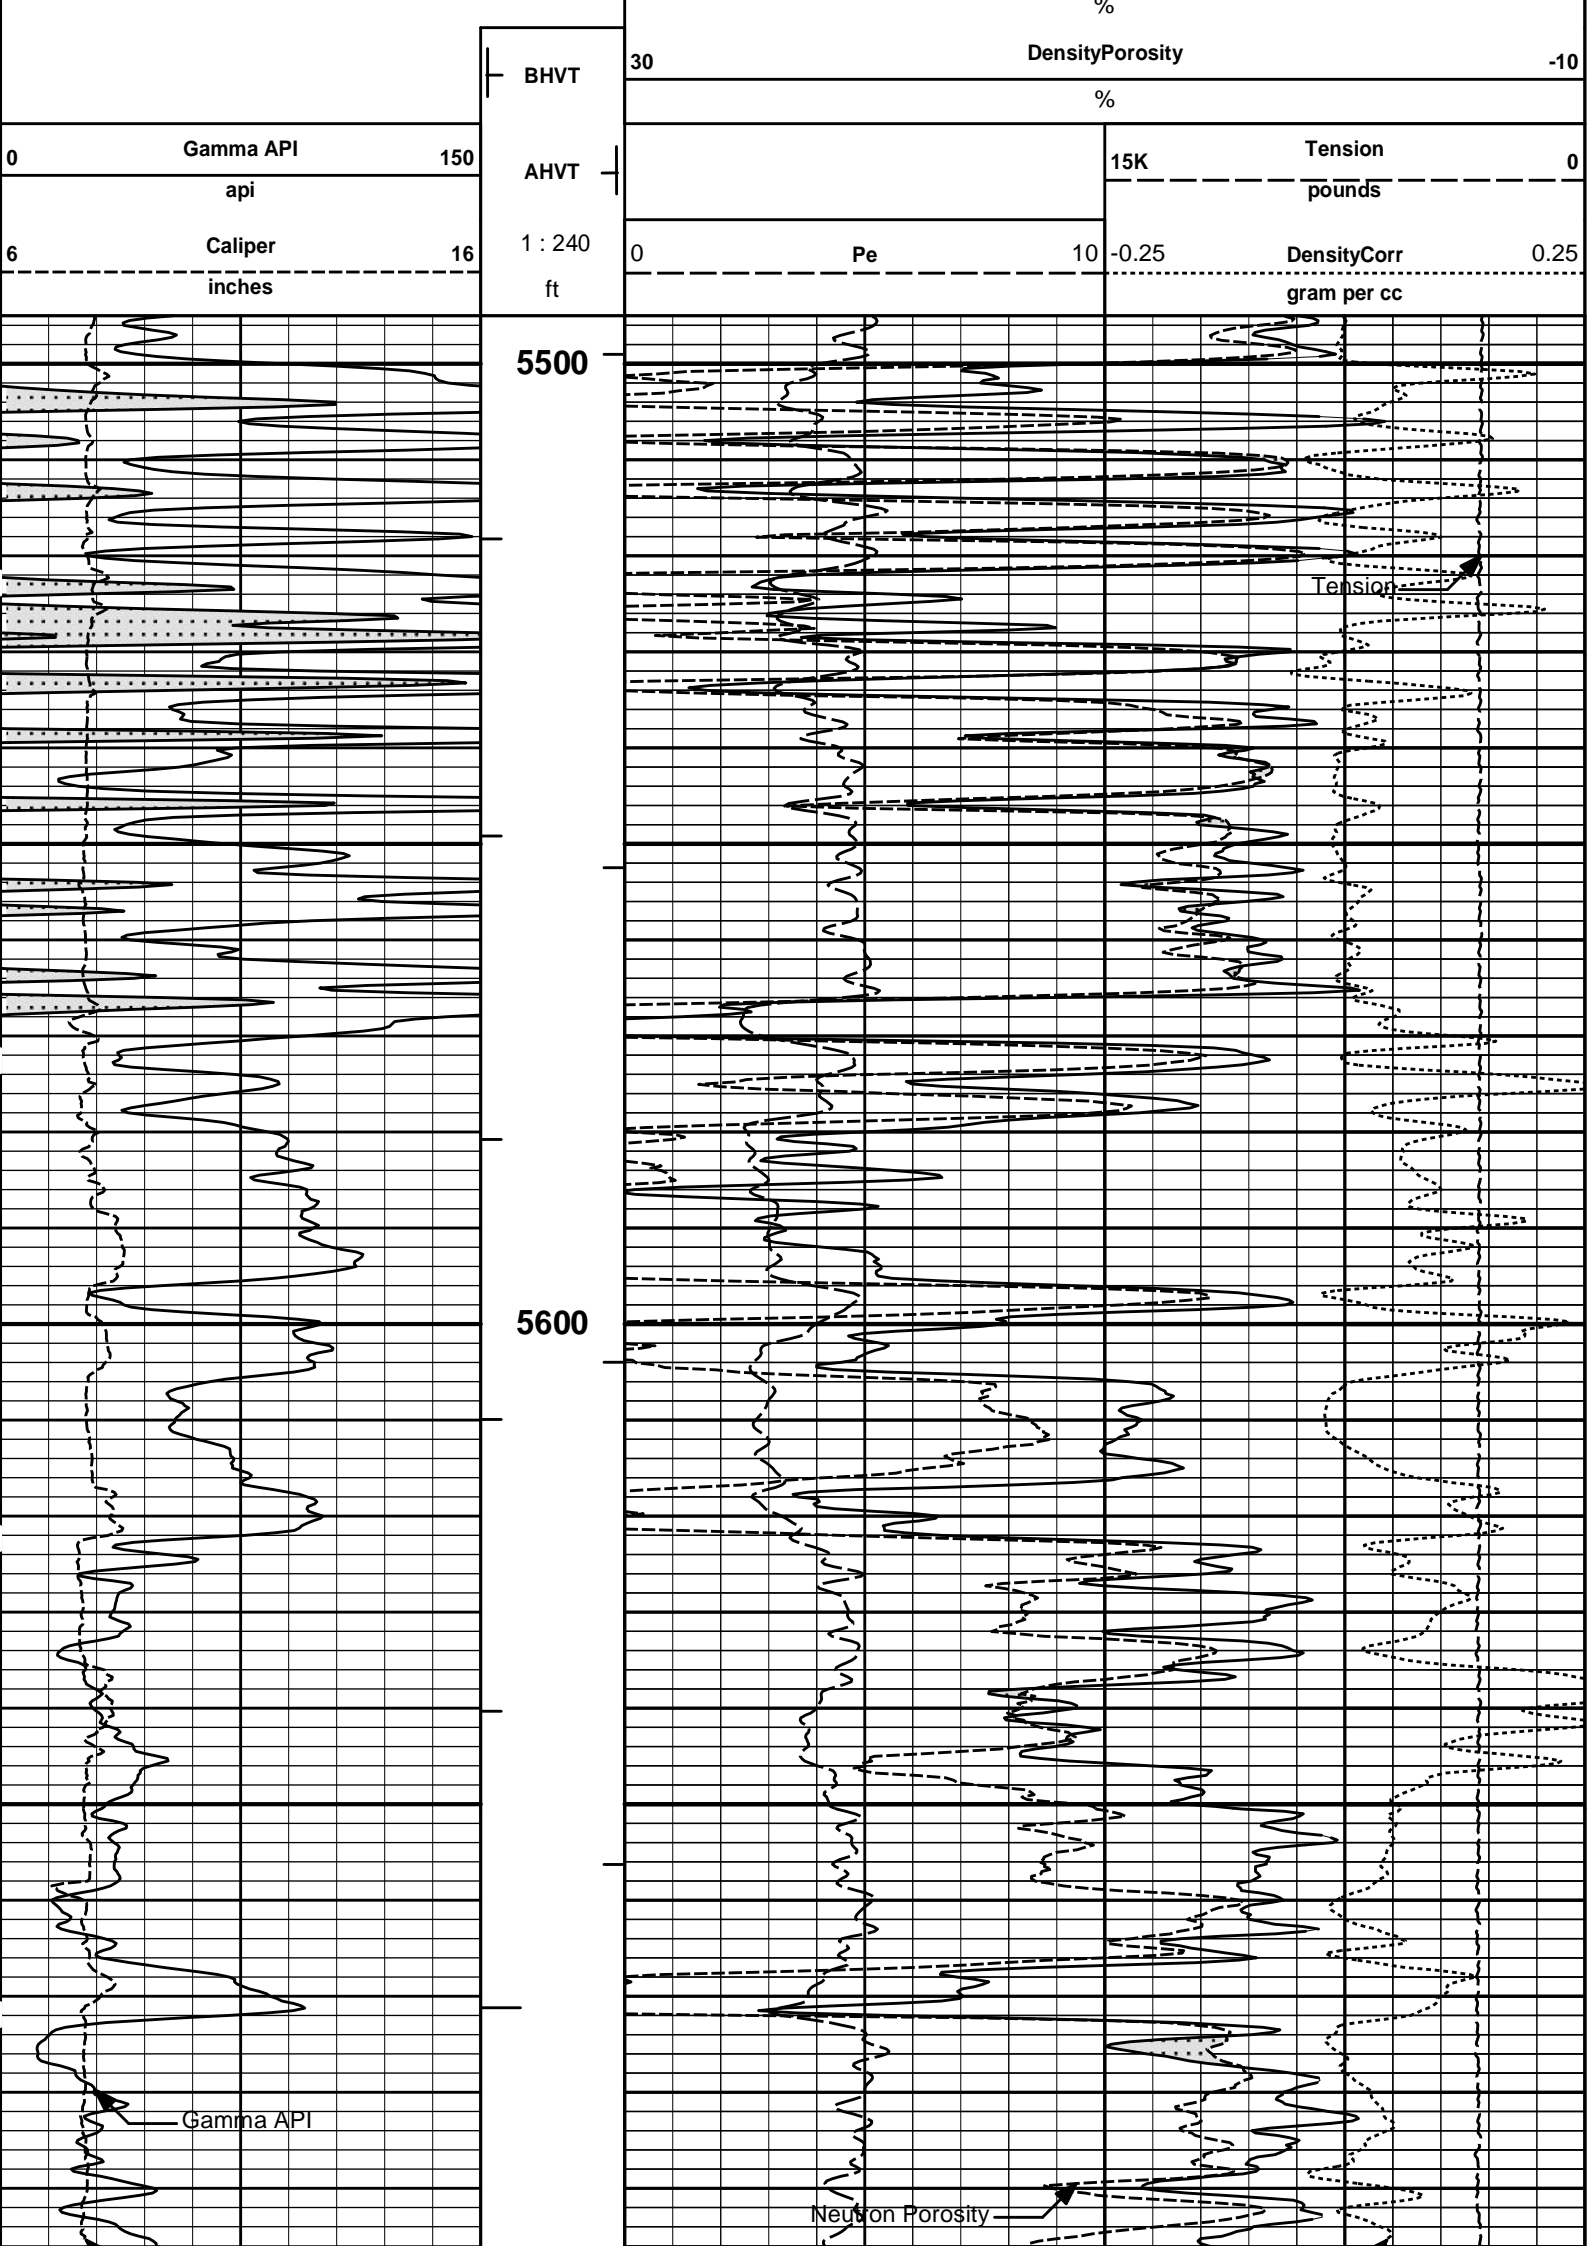 %
30 DensityPorosity -10
%
BHVT
AHVT
0 Gamma API 150
api
15K Tension 0
pounds
6 Caliper 16
inches
1 : 240
ft
0 Pe 10
-0.25 DensityCorr 0.25
gram per cc
5500
Tension
5600
Gamma API
Neutron Porosity